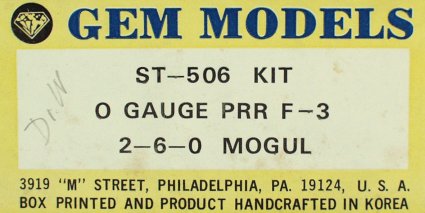 GEM MODELS
ST-506 KIT
O GAUGE PRR F-3
2-6-0 MOGUL
3919 "M" STREET, PHILADELPHIA, PA. 19124, U.S.A.
BOX PRINTED AND PRODUCT HANDCRAFTED IN KOREA